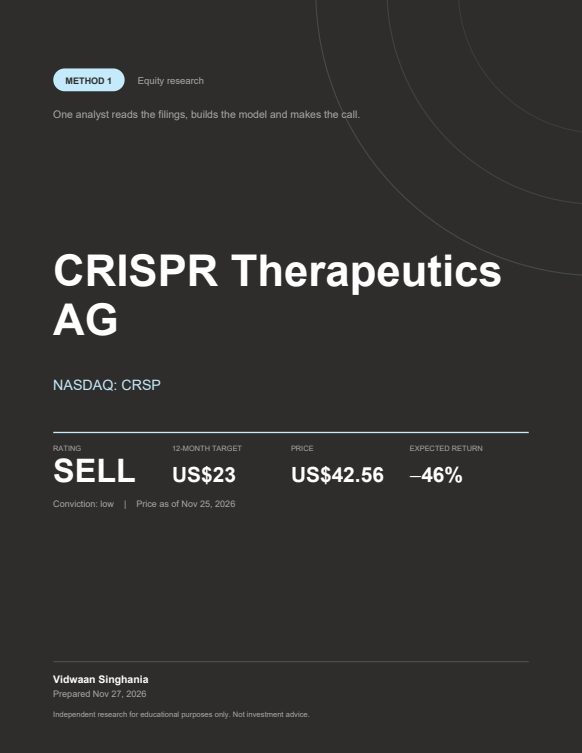 METHOD 1 Equity research
One analyst reads the filings, builds the model and makes the call.
CRISPR Therapeutics
AG
NASDAQ: CRSP
RATING 12-MONTH TARGET PRICE EXPECTED RETURN
SELL US$23 US$42.56 –46%
Conviction: low | Price as of Nov 25, 2026
Vidwaan Singhania
Prepared Nov 27, 2026
Independent research for educational purposes only. Not investment advice.